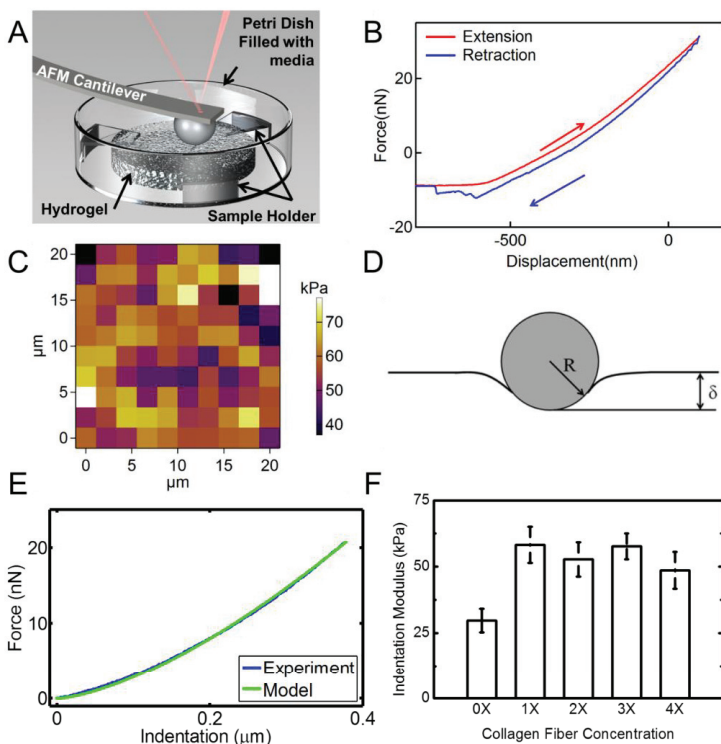 A
Petri Dish
Filled with
media
AFM Cantilever
Hydrogel
Sample Holder
B
Extension
Retraction
Force(nN)
20
0
-20
-500
0
Displacement(nm)
C
20
15
10
5
0
μm
0
5
10
15
20
μm
kPa
70
60
50
40
D
R
δ
E
Force (nN)
20
10
0
Experiment
Model
0
0.2
0.4
Indentation (μm)
F
Indentation Modulus (kPa)
75
50
25
0
0X
1X
2X
3X
4X
Collagen Fiber Concentration